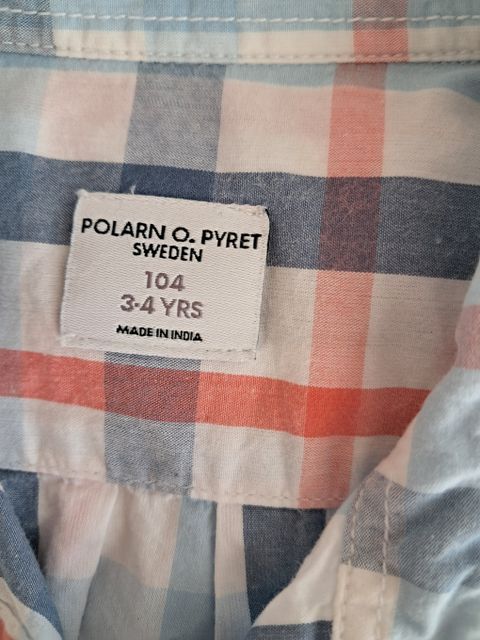 POLARN O. PYRET
SWEDEN
104
3-4 YRS
MADE IN INDIA